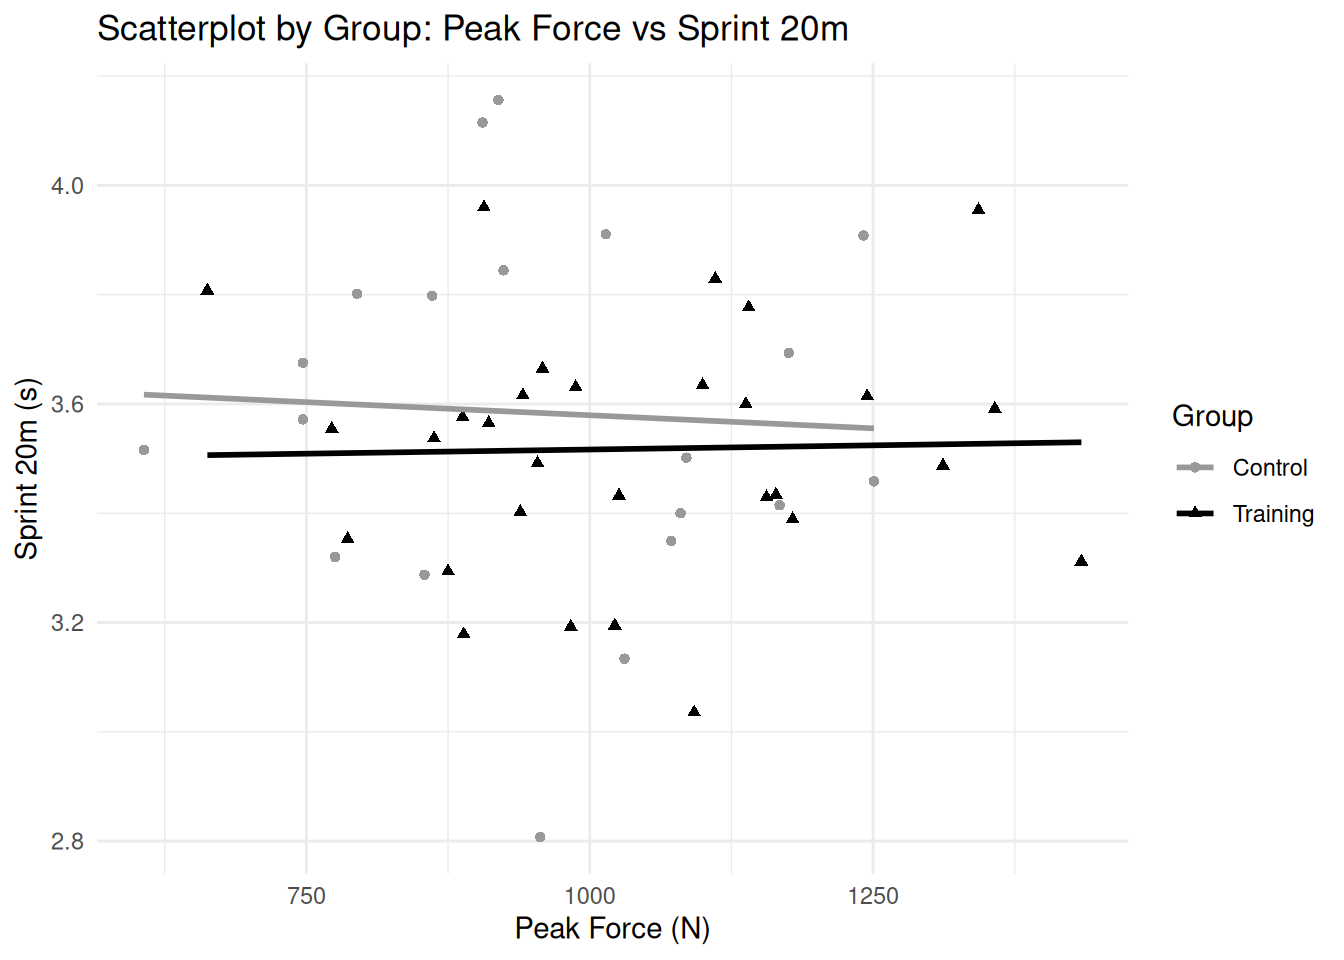 Scatterplot by Group: Peak Force vs Sprint 20m
Sprint 20m (s)
4.0
3.6
3.2
2.8
750
1000
1250
Peak Force (N)
Group
Control
Training